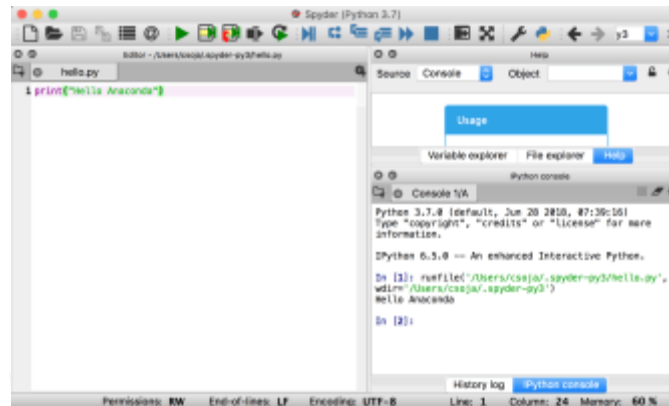 Spyder (Python 3.7)
y3
Editor - /Users/csoja/.spyder-py3/hello.py
hello.py
1 print("Hello Anaconda")
Help
Source Console Object
Usage
Variable explorer File explorer Help
IPython console
Console 1/A
Python 3.7.0 (default, Jun 28 2018, 07:39:16)
Type "copyright", "credits" or "license" for more
information.
IPython 6.5.0 -- An enhanced Interactive Python.
In [1]: runfile('/Users/csoja/.spyder-py3/hello.py',
wdir='/Users/csoja/.spyder-py3')
Hello Anaconda
In [2]:
History log IPython console
Permissions: RW End-of-lines: LF Encoding: UTF-8 Line: 1 Column: 24 Memory: 60 %